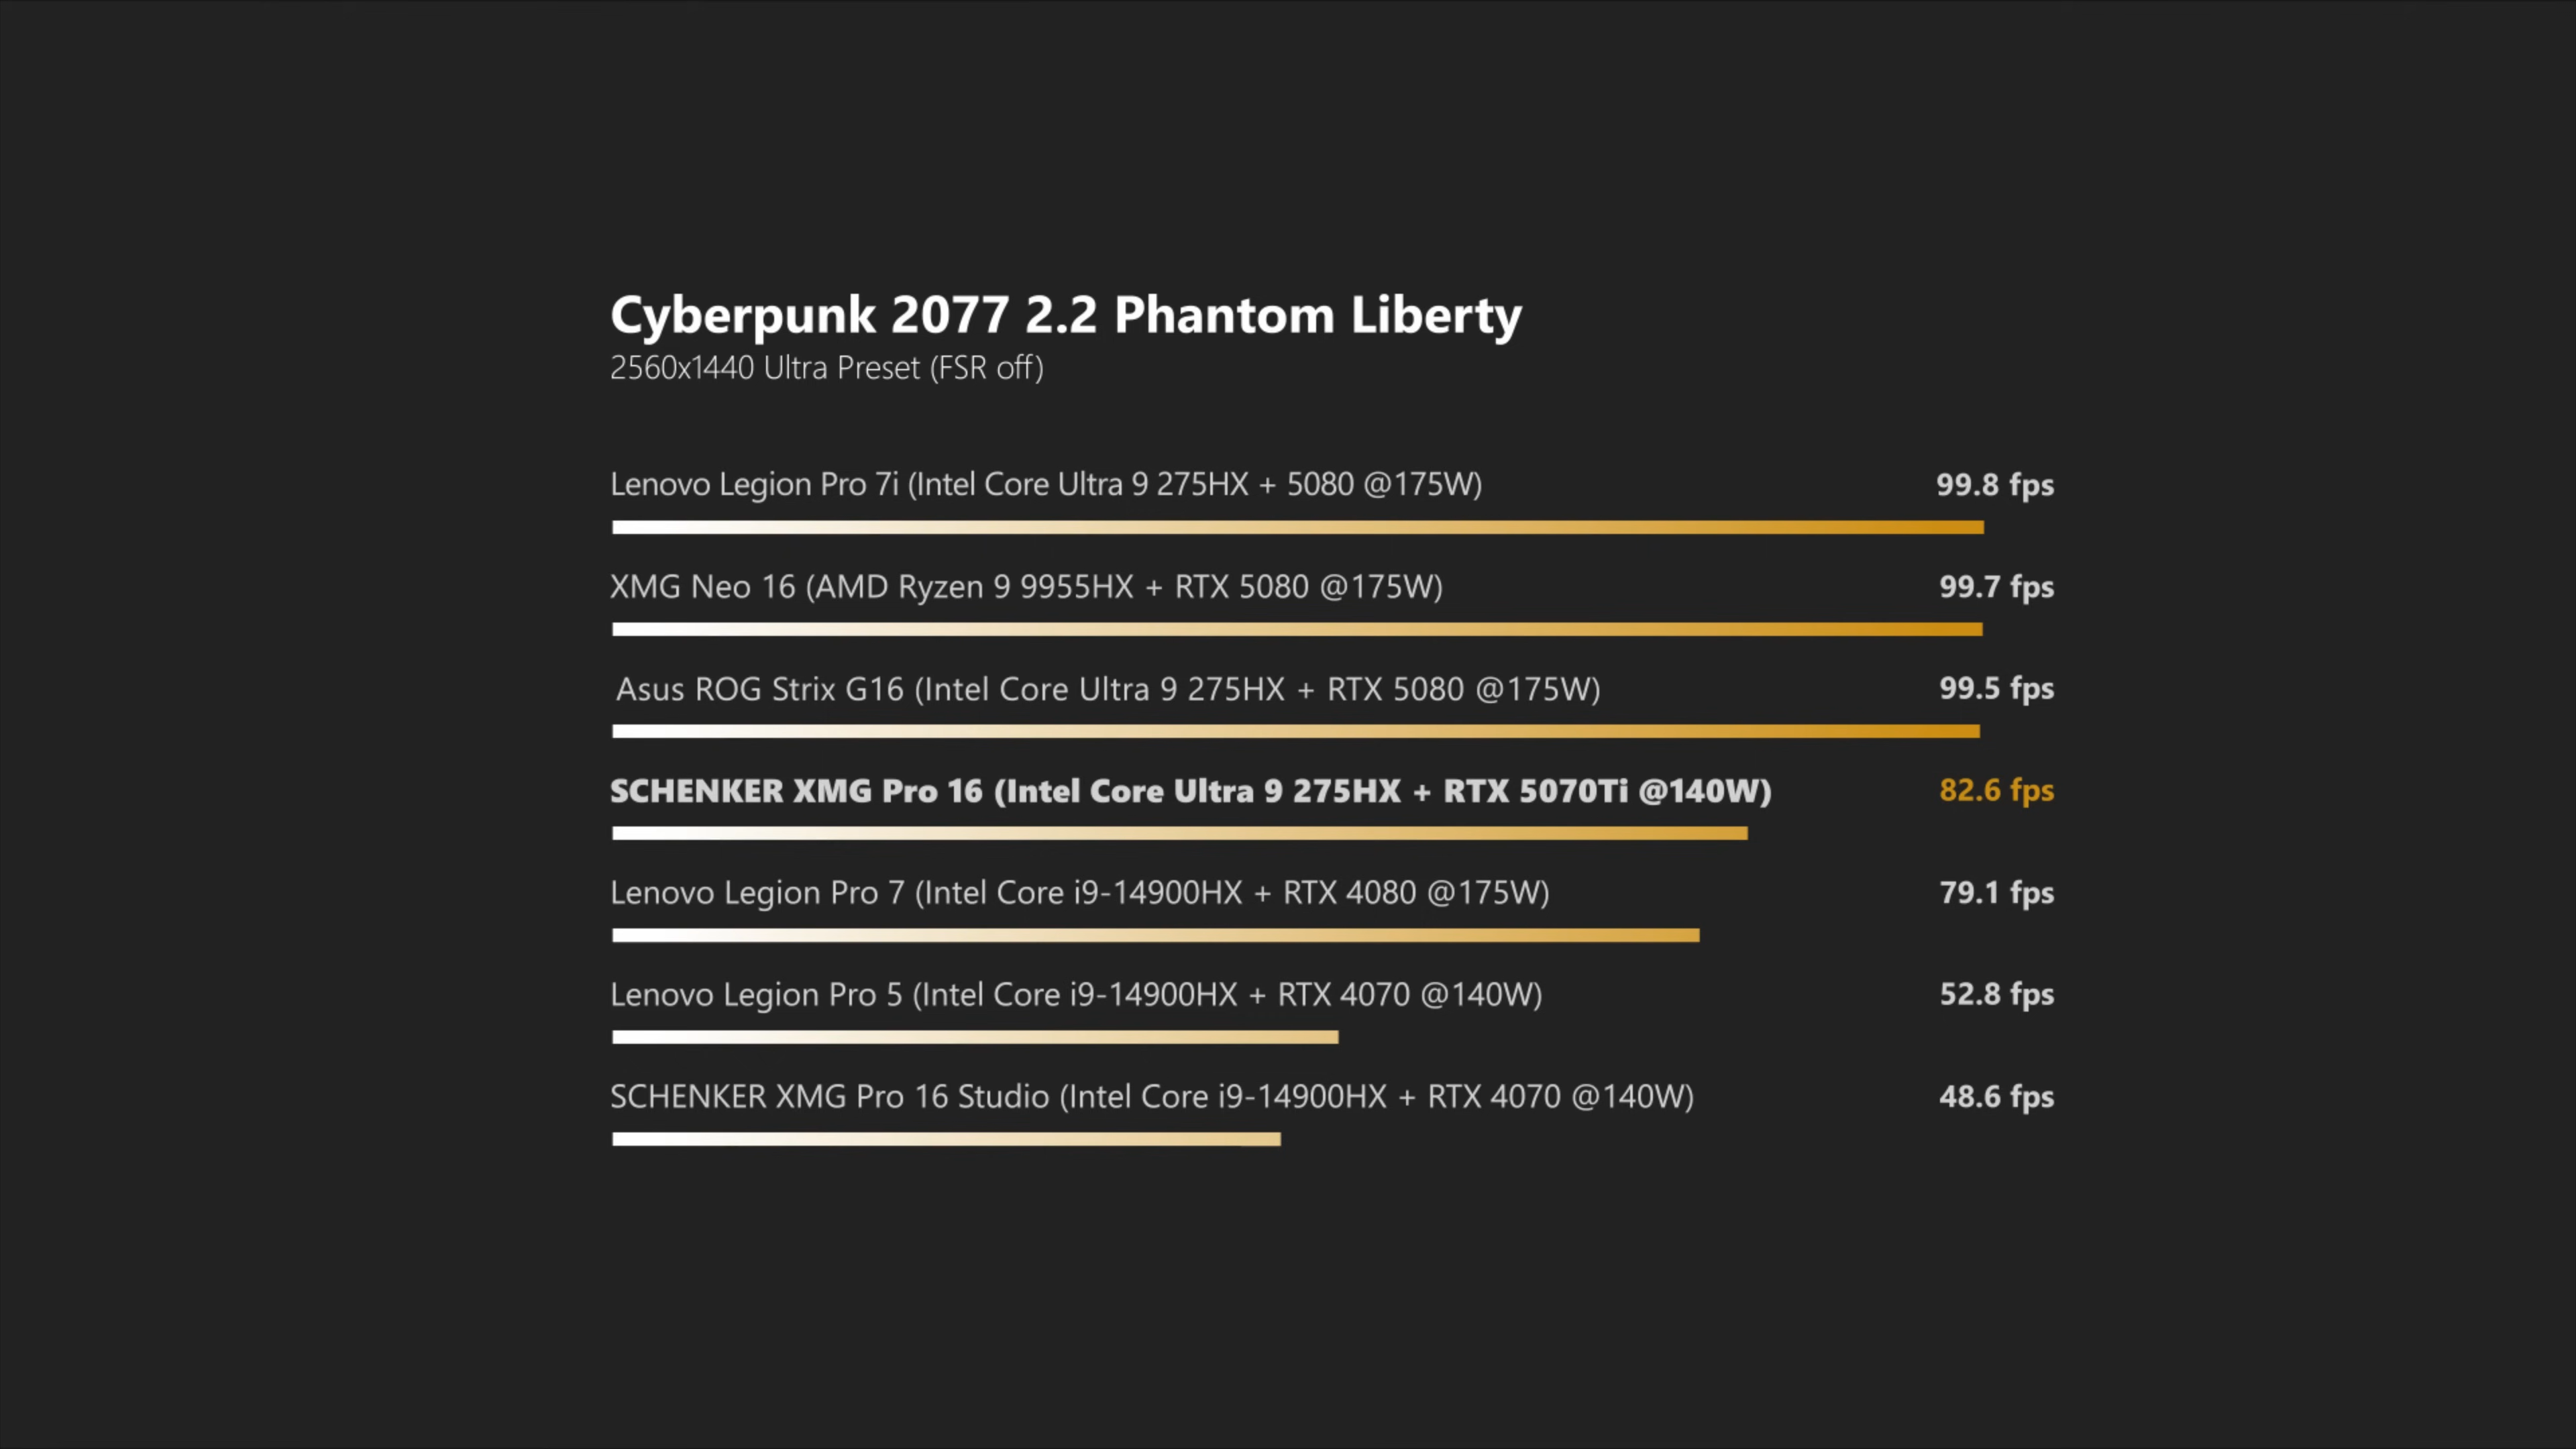 Cyberpunk 2077 2.2 Phantom Liberty
2560x1440 Ultra Preset (FSR off)
Lenovo Legion Pro 7i (Intel Core Ultra 9 275HX + 5080 @175W) 99.8 fps
XMG Neo 16 (AMD Ryzen 9 9955HX + RTX 5080 @175W) 99.7 fps
Asus ROG Strix G16 (Intel Core Ultra 9 275HX + RTX 5080 @175W) 99.5 fps
SCHENKER XMG Pro 16 (Intel Core Ultra 9 275HX + RTX 5070Ti @140W) 82.6 fps
Lenovo Legion Pro 7 (Intel Core i9-14900HX + RTX 4080 @175W) 79.1 fps
Lenovo Legion Pro 5 (Intel Core i9-14900HX + RTX 4070 @140W) 52.8 fps
SCHENKER XMG Pro 16 Studio (Intel Core i9-14900HX + RTX 4070 @140W) 48.6 fps